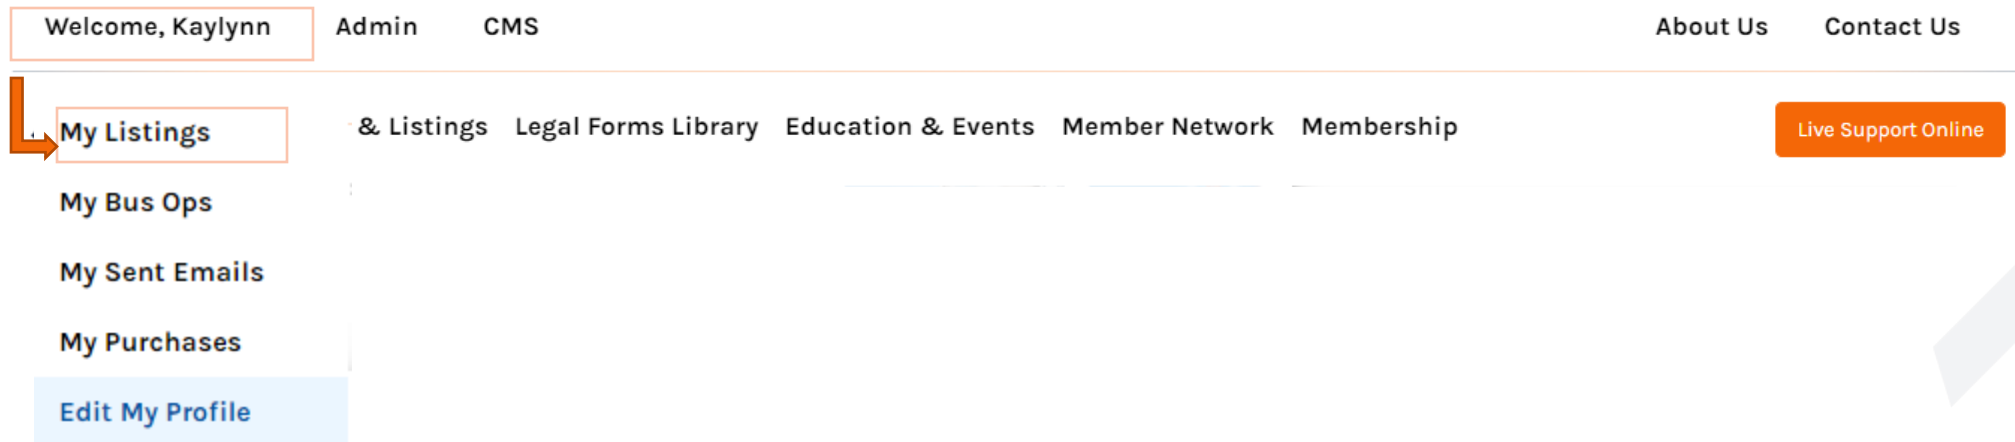 Welcome, Kaylynn Admin CMS About Us Contact Us
My Listings & Listings Legal Forms Library Education & Events Member Network Membership Live Support Online
My Bus Ops
My Sent Emails
My Purchases
Edit My Profile